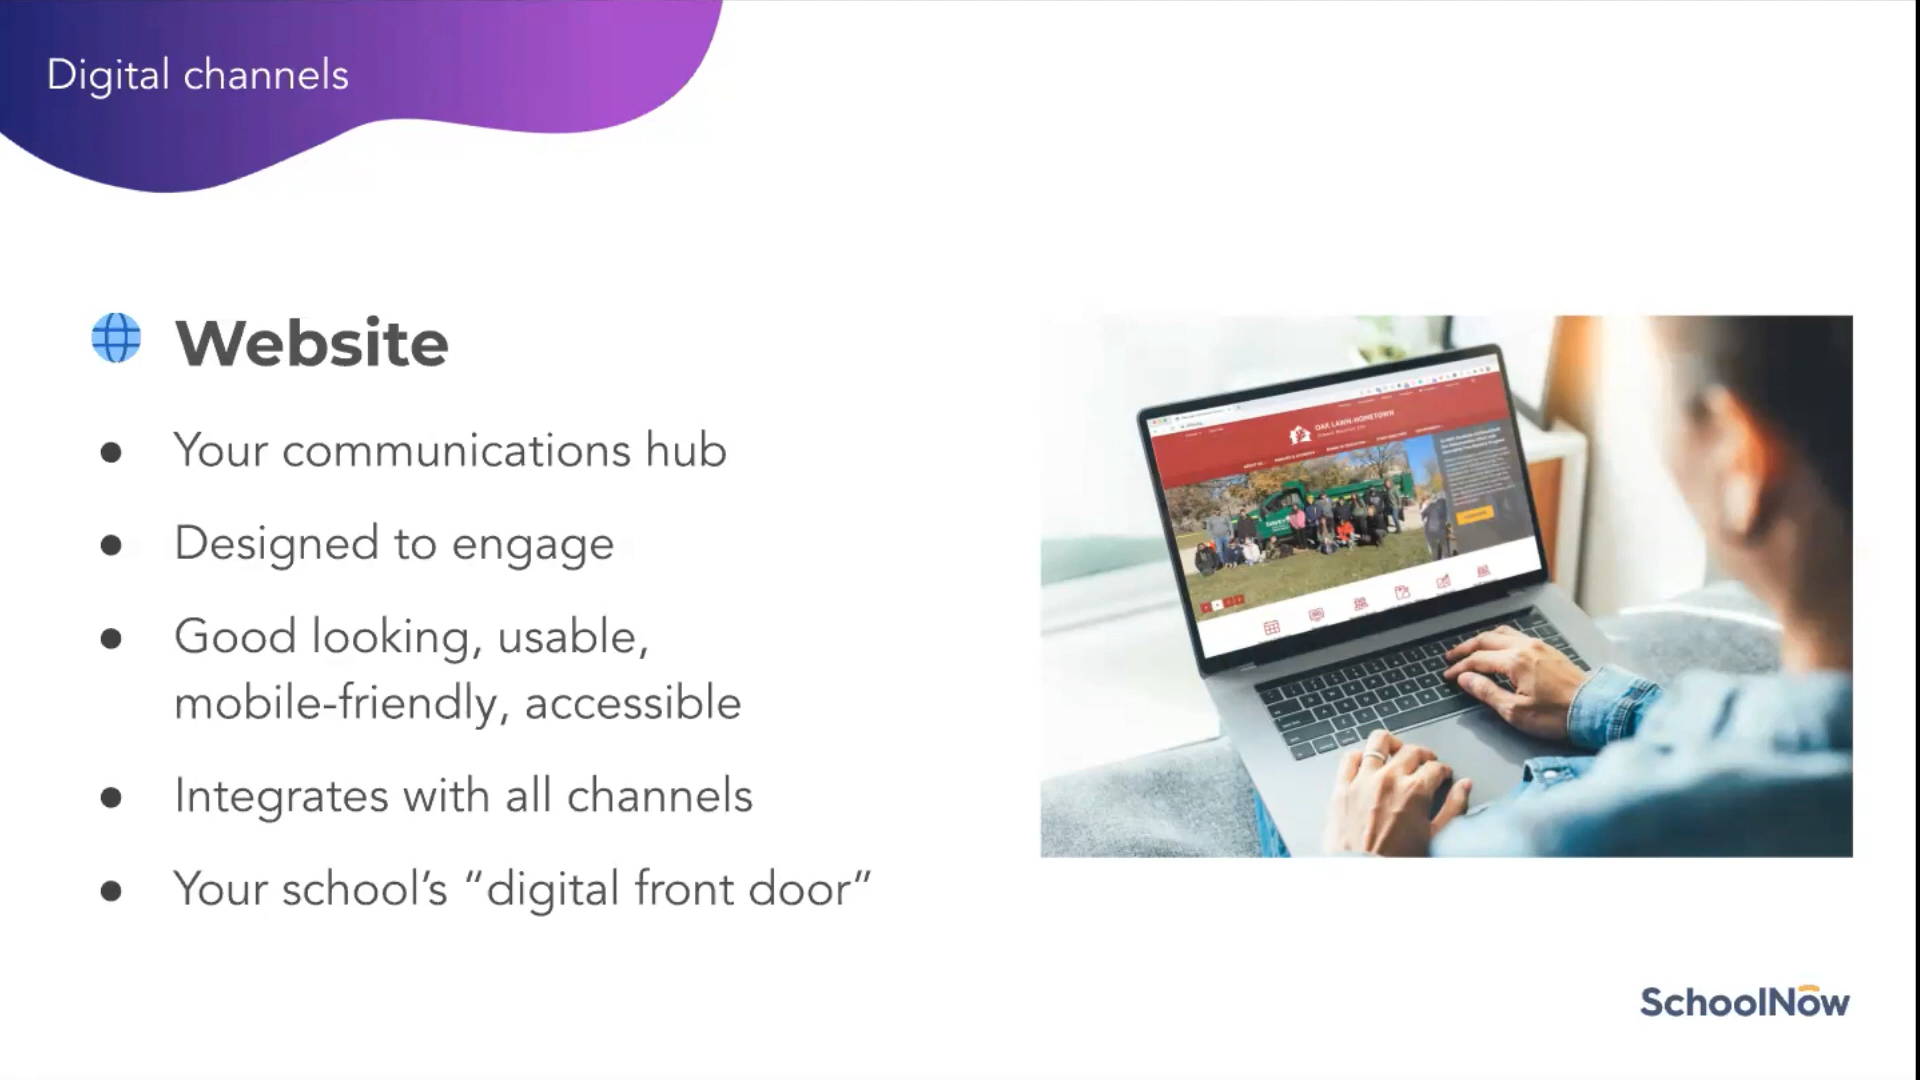 Digital channels
Website
● Your communications hub
● Designed to engage
● Good looking, usable,
mobile-friendly, accessible
● Integrates with all channels
● Your school’s “digital front door”
OAK LAWN-HOMETOWN
SchoolNow